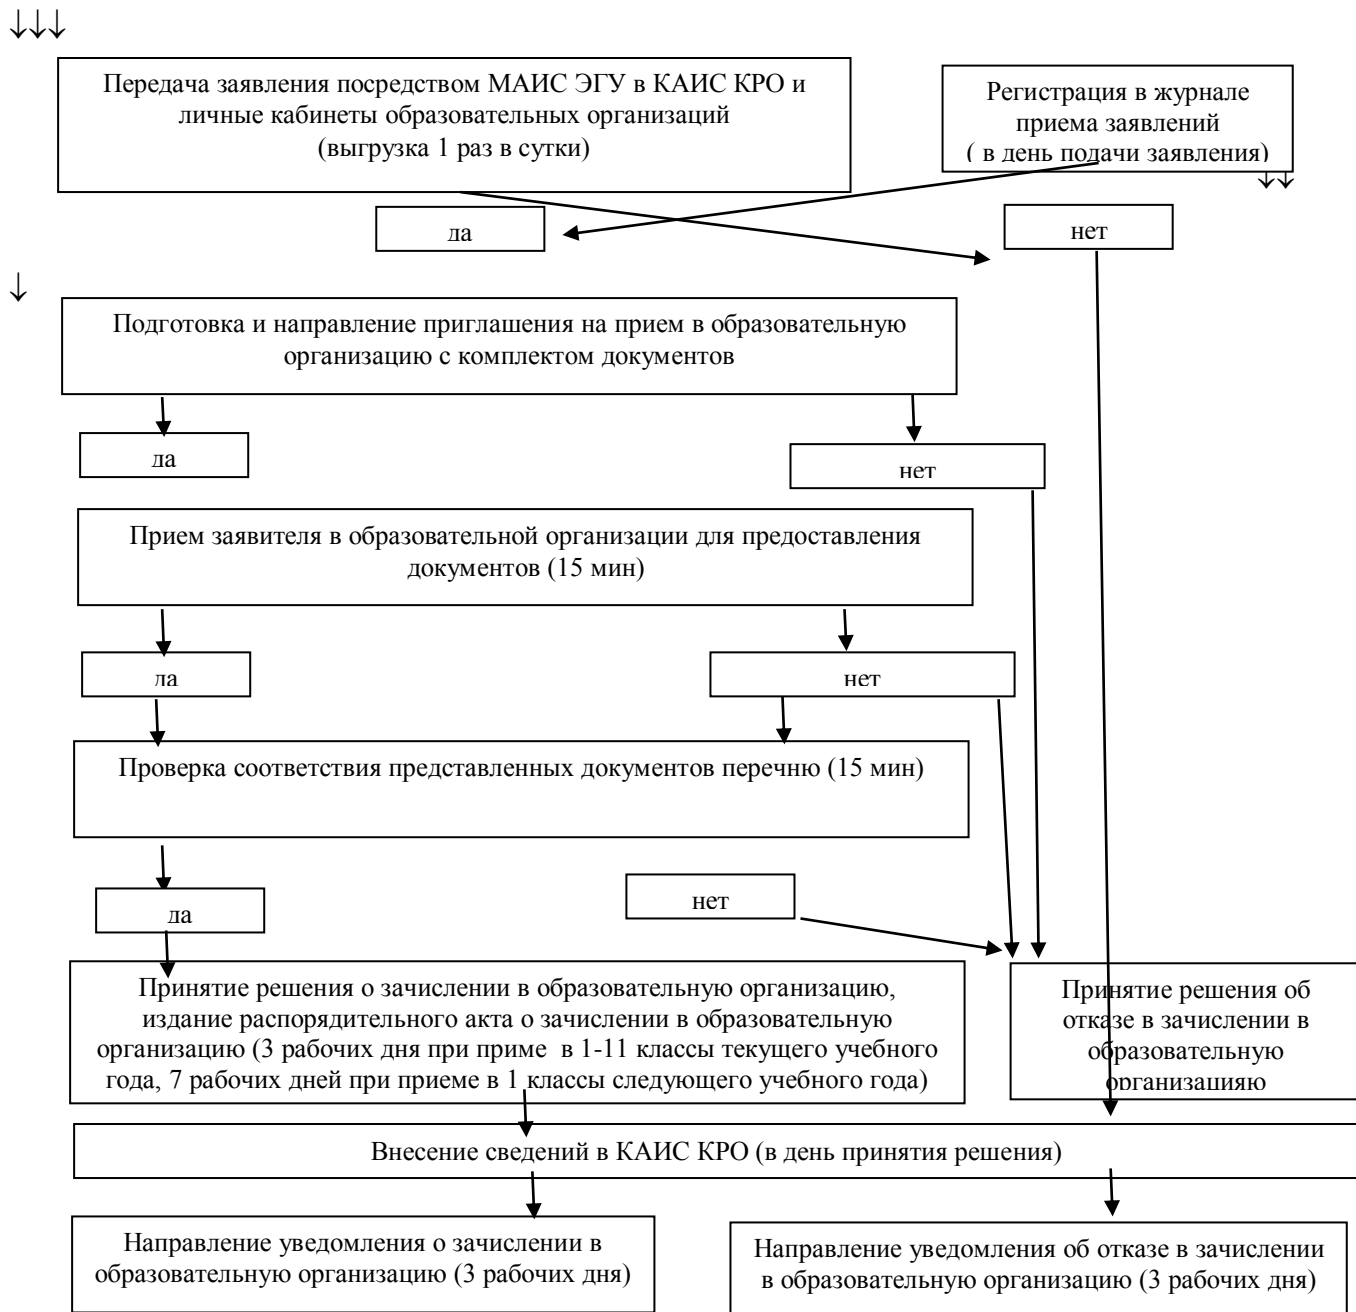 ↓↓↓
Передача заявления посредством МАИС ЭГУ в КАИС КРО и
личные кабинеты образовательных организаций
(выгрузка 1 раз в сутки)
Регистрация в журнале
приема заявлений
( в день подачи заявления)
↓↓
да
нет
↓
Подготовка и направление приглашения на прием в образовательную
организацию с комплектом документов
да
нет
Прием заявителя в образовательной организации для предоставления
документов (15 мин)
да
нет
Проверка соответствия представленных документов перечню (15 мин)
да
нет
Принятие решения о зачислении в образовательную организацию,
издание распорядительного акта о зачислении в образовательную
организацию (3 рабочих дня при приме  в 1-11 классы текущего учебного
года, 7 рабочих дней при приеме в 1 классы следующего учебного года)
Принятие решения об
отказе в зачислении в
образовательную
организацияю
Внесение сведений в КАИС КРО (в день принятия решения)
Направление уведомления о зачислении в
образовательную организацию (3 рабочих дня)
Направление уведомления об отказе в зачислении
в образовательную организацию (3 рабочих дня)